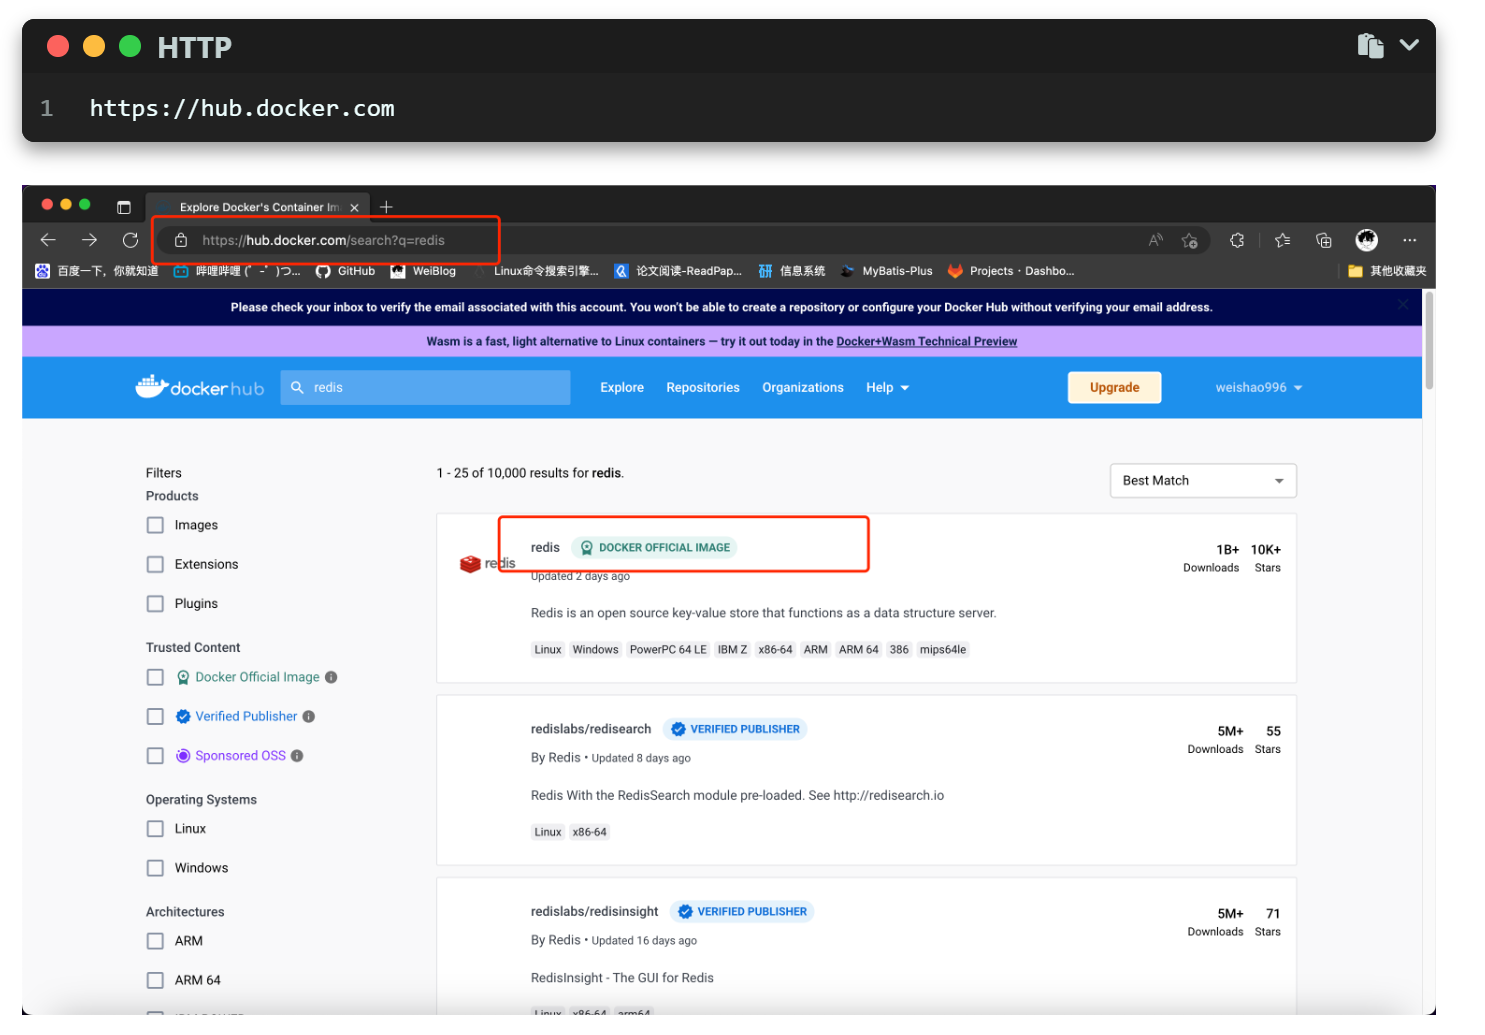 HTTP
1 https://hub.docker.com
Explore Docker's Container Im
https://hub.docker.com/search?q=redis
百度一下，你就知道 哔哩哔哩 (゜-゜)つ... GitHub WeiBlog Linux命令搜索引擎... 论文阅读-ReadPap... 信息系统 MyBatis-Plus Projects · Dashbo... 其他收藏夹
Please check your inbox to verify the email associated with this account. You won't be able to create a repository or configure your Docker Hub without verifying your email address.
Wasm is a fast, light alternative to Linux containers — try it out today in the Docker+Wasm Technical Preview
dockerhub redis Explore Repositories Organizations Help Upgrade weishao996
Filters
Products
Images
Extensions
Plugins
Trusted Content
Docker Official Image
Verified Publisher
Sponsored OSS
Operating Systems
Linux
Windows
Architectures
ARM
ARM 64
1 - 25 of 10,000 results for redis.
Best Match
redis
redis DOCKER OFFICIAL IMAGE
Updated 2 days ago
Redis is an open source key-value store that functions as a data structure server.
Linux Windows PowerPC 64 LE IBM Z x86-64 ARM ARM 64 386 mips64le
1B+ 10K+
Downloads Stars
redislabs/redisearch VERIFIED PUBLISHER
By Redis • Updated 8 days ago
Redis With the RedisSearch module pre-loaded. See http://redisearch.io
Linux x86-64
5M+ 55
Downloads Stars
redislabs/redisinsight VERIFIED PUBLISHER
By Redis • Updated 16 days ago
RedisInsight - The GUI for Redis
Linux x86-64 arm64
5M+ 71
Downloads Stars